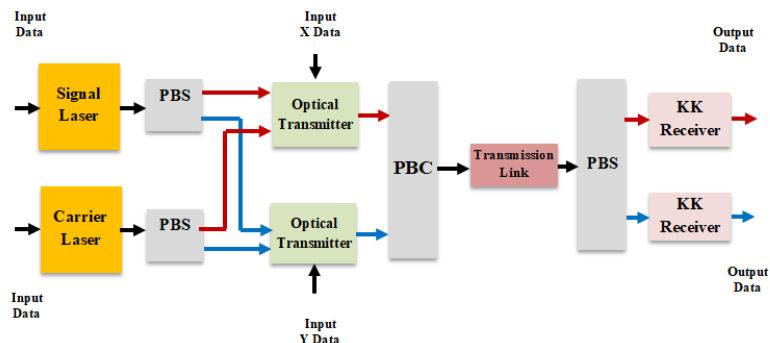 Input
Data
Input
X Data
Output
Data
Signal
Laser
PBS
Optical
Transmitter
KK
Receiver
PBC
Transmission
Link
PBS
Carrier
Laser
PBS
Optical
Transmitter
KK
Receiver
Input
Data
Input
Y Data
Output
Data